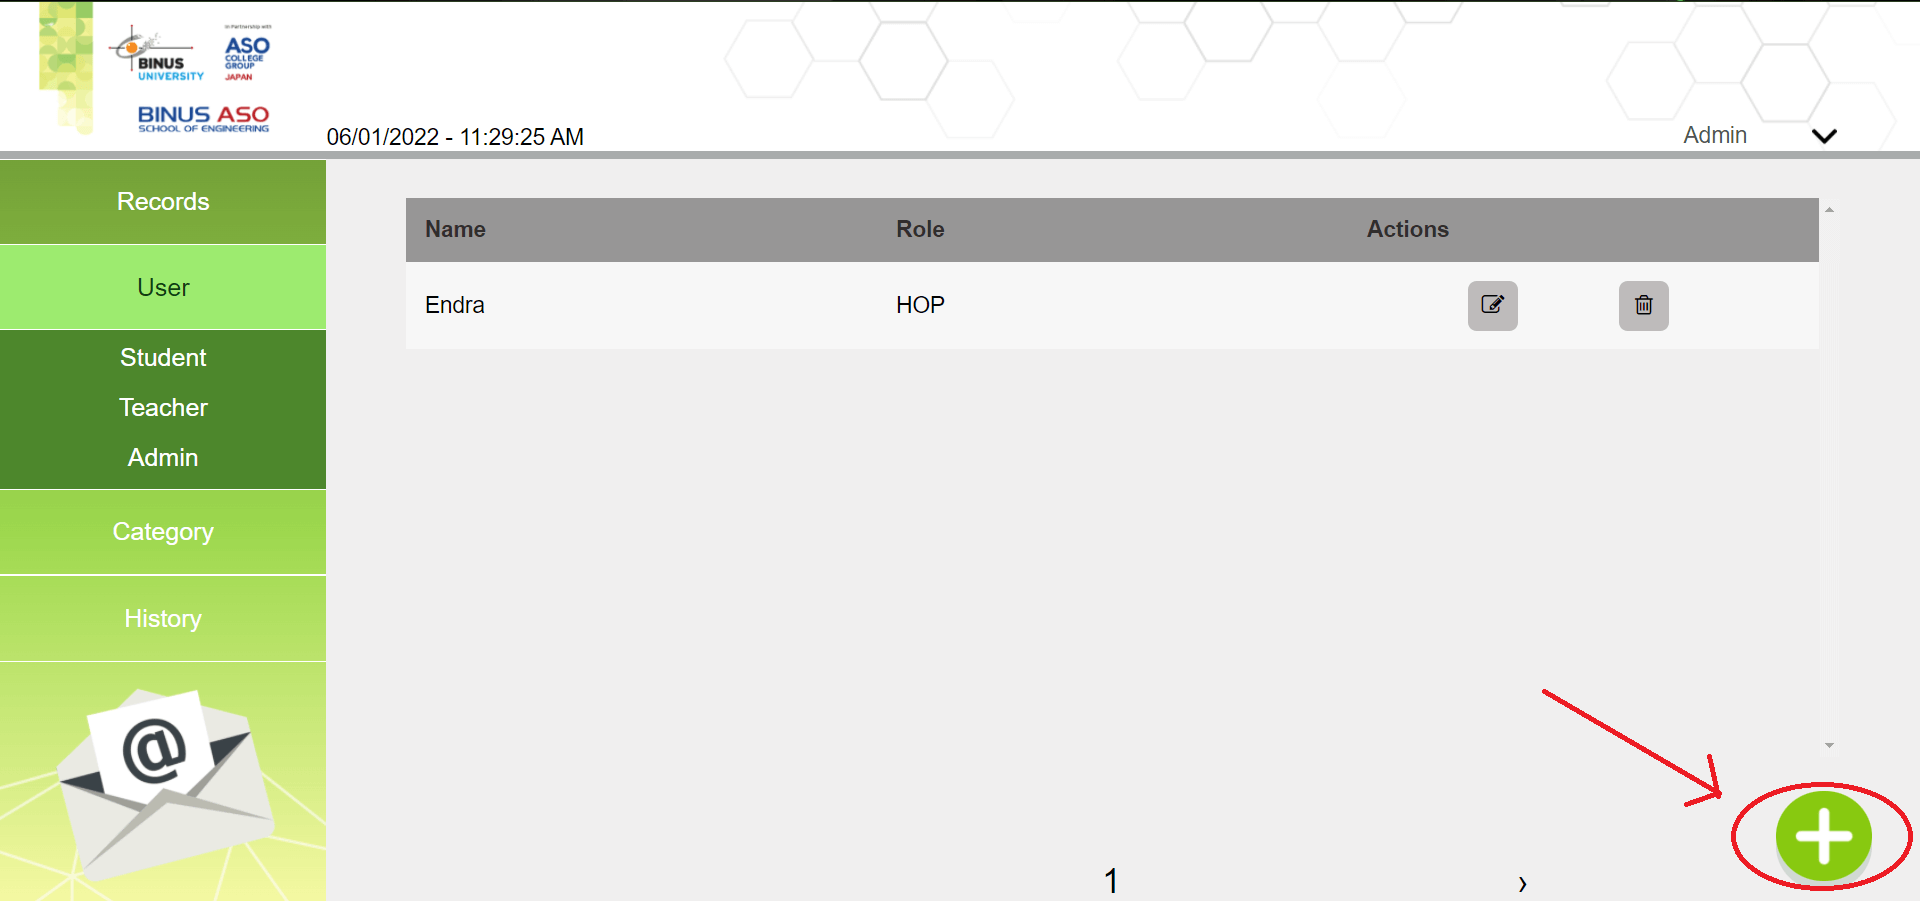 In Partnership with
BINUS
UNIVERSITY
ASO
COLLEGE
GROUP
JAPAN
BINUS ASO
SCHOOL OF ENGINEERING
06/01/2022 - 11:29:25 AM
Admin
Records
User
Student
Teacher
Admin
Category
History
Name Role Actions
Endra HOP
@
1 ›